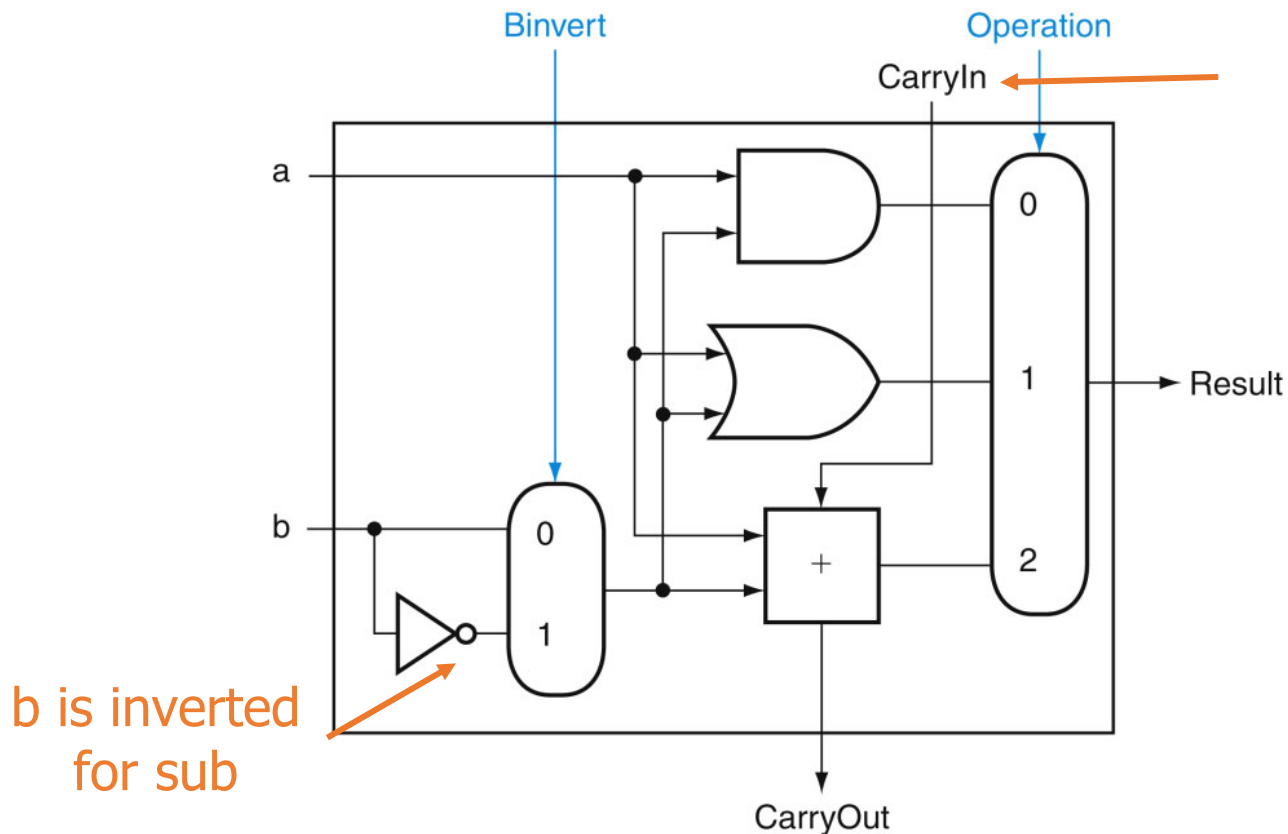 Binvert
Operation
CarryIn
a
0
1
Result
b
0
2
+
1
b is inverted
for sub
CarryOut